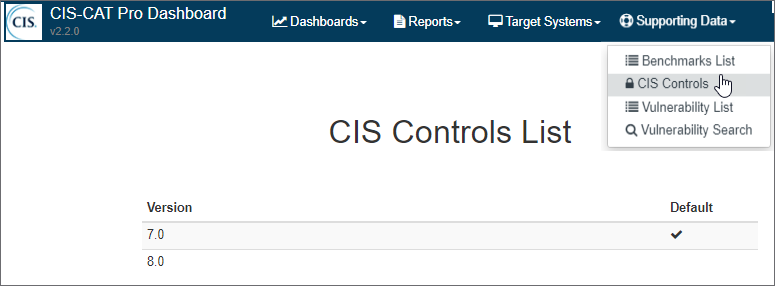 CIS.
CIS-CAT Pro Dashboard
v2.2.0
Dashboards
Reports
Target Systems
Supporting Data
Benchmarks List
CIS Controls
Vulnerability List
Vulnerability Search
CIS Controls List
Version Default
7.0
8.0